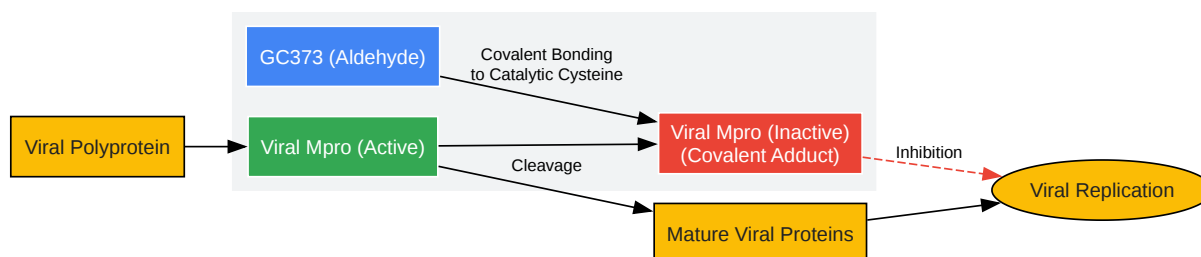 GC373 (Aldehyde)
Covalent Bonding
to Catalytic Cysteine
Viral Polyprotein
Viral Mpro (Active)
Viral Mpro (Inactive)
(Covalent Adduct)
Cleavage
Inhibition
Viral Replication
Mature Viral Proteins